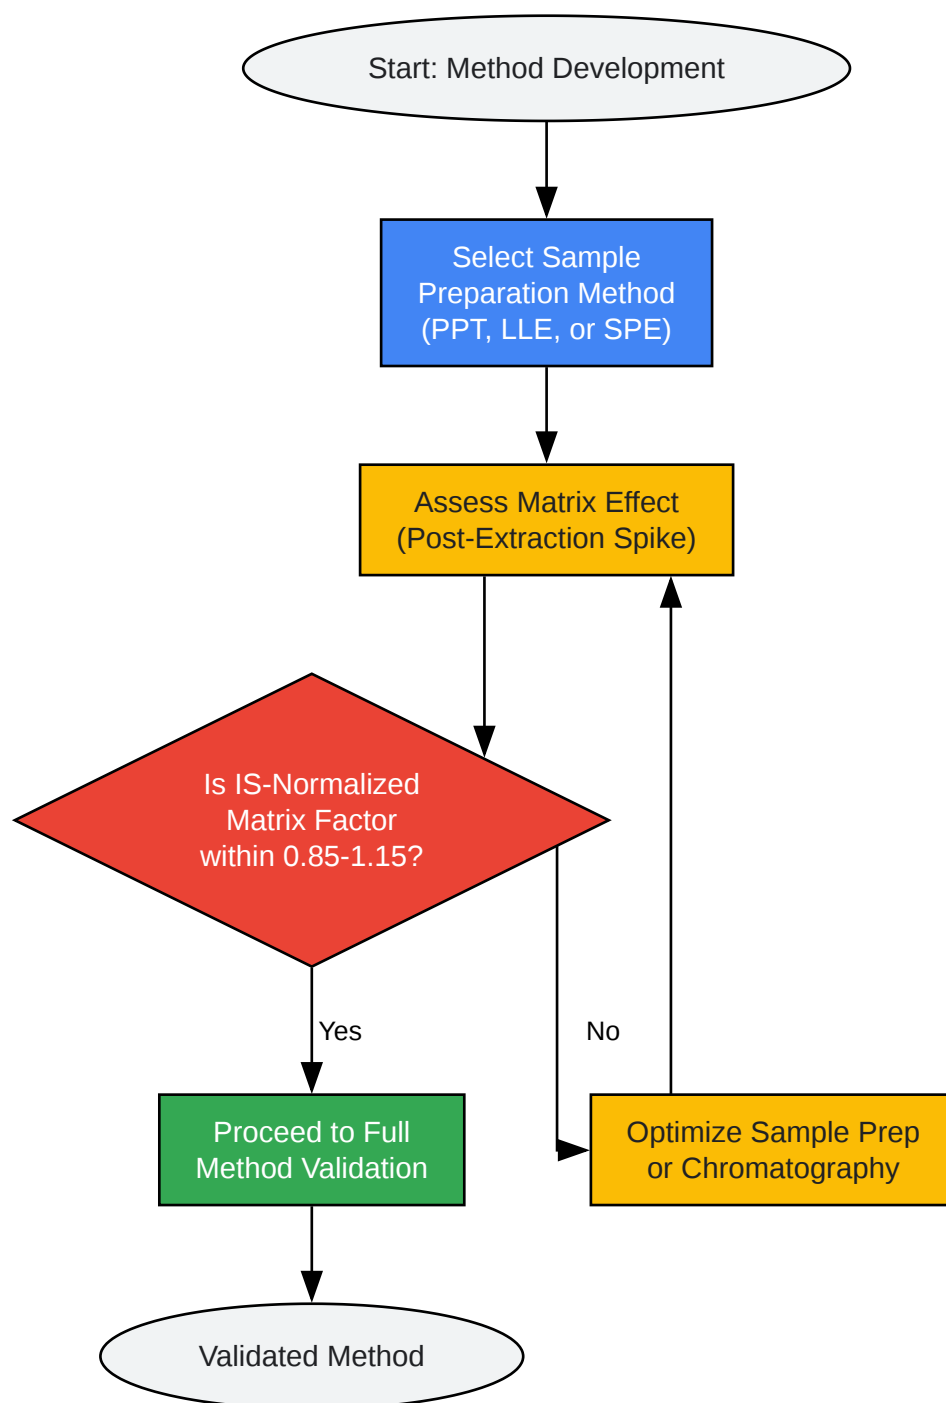 Start: Method Development
Select Sample
Preparation Method
(PPT, LLE, or SPE)
Assess Matrix Effect
(Post-Extraction Spike)
Is IS-Normalized
Matrix Factor
within 0.85-1.15?
Yes
No
Proceed to Full
Method Validation
Optimize Sample Prep
or Chromatography
Validated Method